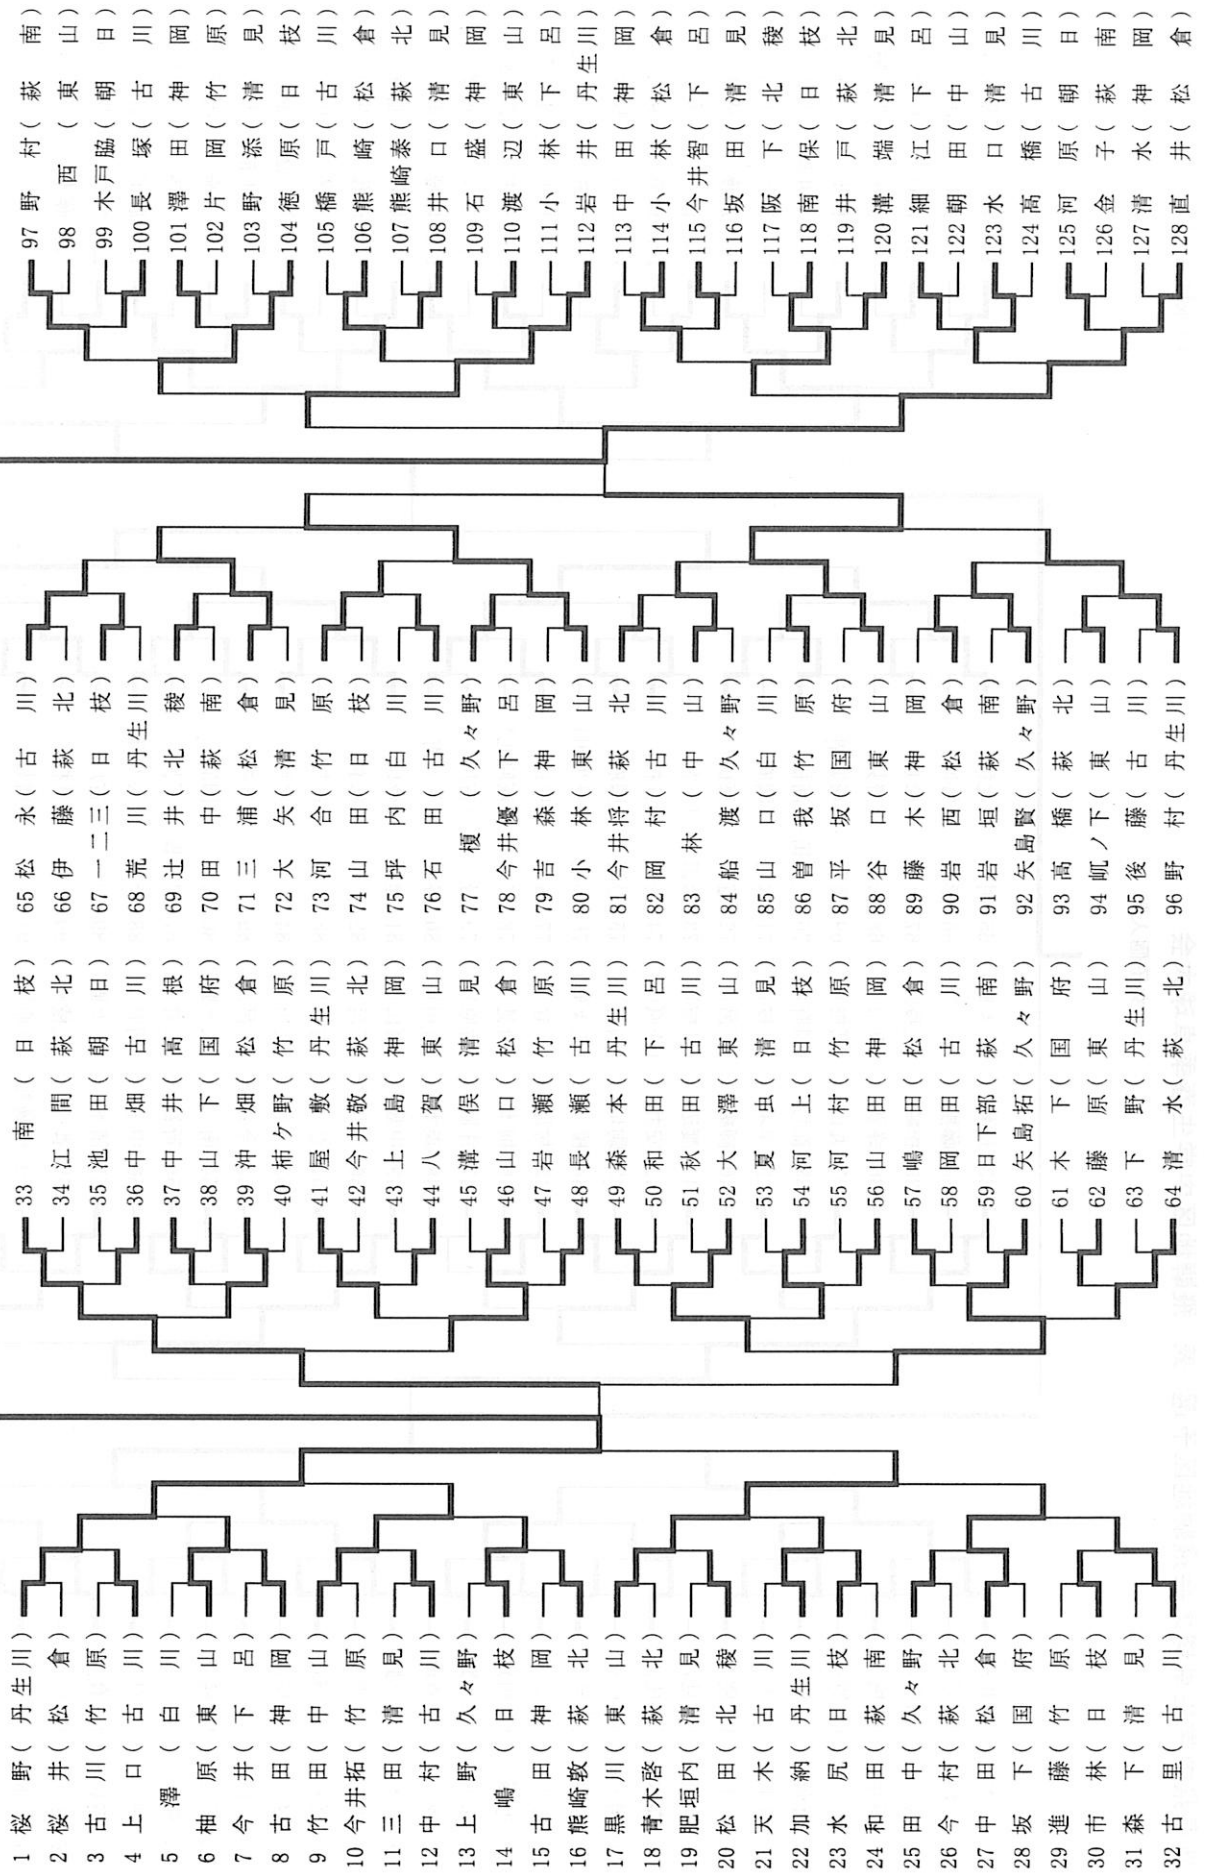 1 桜野(丹生川)
2 桜井(松倉)
3 古川(竹原)
4 上口(古川)
5 澤(白川)
6 柚原(東山)
7 今井(下呂)
8 古田(神岡)
9 竹田(中山)
10 今井拓(竹原)
11 三田(清見)
12 中村(古川)
13 上野(久々野)
14 嶋(日枝)
15 古田(神岡)
16 熊崎敦(萩北)
17 黒川(東山)
18 青木啓(萩北)
19 肥垣内(清見)
20 松田(北稜)
21 天木(古川)
22 加納(丹生川)
23 水尻(日枝)
24 和田(萩南)
25 田中(久々野)
26 今村(萩北)
27 中田(松倉)
28 坂下(国府)
29 進藤(竹原)
30 市林(日枝)
31 森下(清見)
32 古里(古川)
33 南(日枝)
34 江間(萩北)
35 池田(朝日)
36 中畑(古川)
37 中井(高根)
38 山下(国府)
39 沖畑(松倉)
40 柿ケ野(竹原)
41 屋敷(丹生川)
42 今井敬(萩北)
43 上島(神岡)
44 八賀(東山)
45 溝俣(清見)
46 山口(松倉)
47 岩瀬(竹原)
48 長瀬(古川)
49 森本(丹生川)
50 和田(下呂)
51 秋田(古川)
52 大澤(東山)
53 夏虫(清見)
54 河上(日枝)
55 河村(竹原)
56 山田(神岡)
57 嶋田(松倉)
58 岡田(古川)
59 日下部(萩南)
60 矢島拓(久々野)
61 木下(国府)
62 藤原(東山)
63 下野(丹生川)
64 清水(萩北)
65 松永(古川)
66 伊藤(萩北)
67 一二三(日枝)
68 荒川(丹生川)
69 辻井(北稜)
70 田中(萩南)
71 三浦(松倉)
72 大矢(清見)
73 河合(竹原)
74 山田(日枝)
75 坪内(白川)
76 石田(古川)
77 榎(久々野)
78 今井優(下呂)
79 吉森(神岡)
80 小林(東山)
81 今井将(萩北)
82 岡村(古川)
83 林(中山)
84 船渡(久々野)
85 山口(白川)
86 曽我(竹原)
87 平坂(国府)
88 谷口(東山)
89 藤木(神岡)
90 岩西(松倉)
91 岩垣(萩南)
92 矢島賢(久々野)
93 高橋(萩北)
94 屼ノ下(東山)
95 後藤(古川)
96 野村(丹生川)
97 野村(萩南)
98 西(東山)
99 木戸脇(朝日)
100 長塚(古川)
101 澤田(神岡)
102 片岡(竹原)
103 野添(清見)
104 徳原(日枝)
105 橋戸(古川)
106 熊崎(松倉)
107 熊崎泰(萩北)
108 井口(清見)
109 石盛(神岡)
110 渡辺(東山)
111 小林(下呂)
112 岩井(丹生川)
113 中田(神岡)
114 小林(松倉)
115 今井智(下呂)
116 坂田(清見)
117 阪下(北稜)
118 南保(日枝)
119 井戸(萩北)
120 溝端(清見)
121 細江(下呂)
122 朝田(中山)
123 水口(清見)
124 髙橋(古川)
125 河原(朝日)
126 金子(萩南)
127 清水(神岡)
128 直井(松倉)